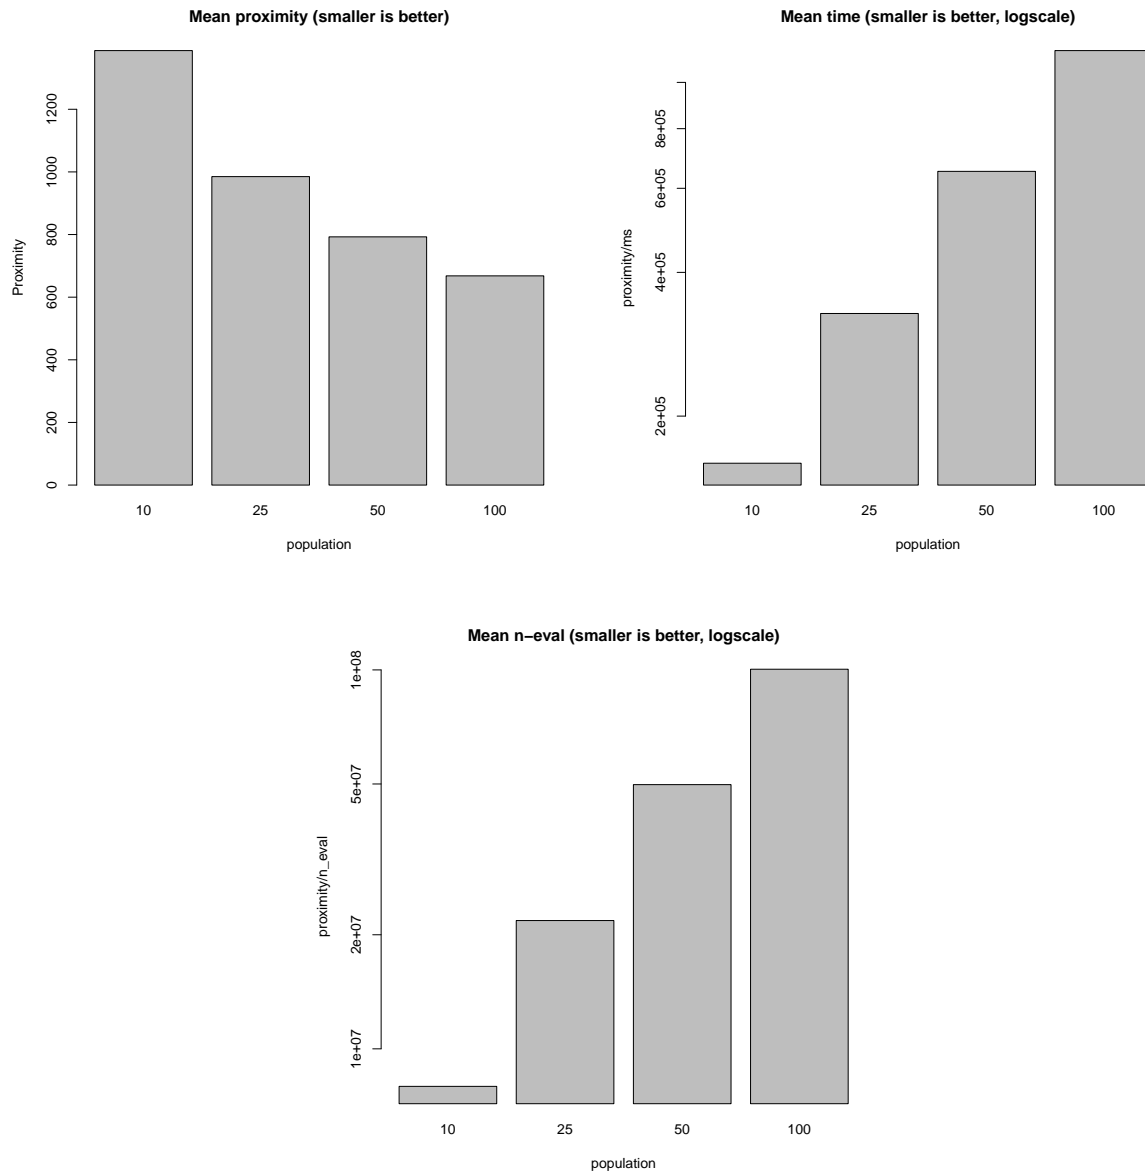 Mean proximity (smaller is better)
Proximity
1200
1000
800
600
400
200
0
10 25 50 100
population
Mean time (smaller is better, logscale)
proximity/ms
8e+05
6e+05
4e+05
2e+05
10 25 50 100
population
Mean n−eval (smaller is better, logscale)
proximity/n_eval
1e+08
5e+07
2e+07
1e+07
10 25 50 100
population